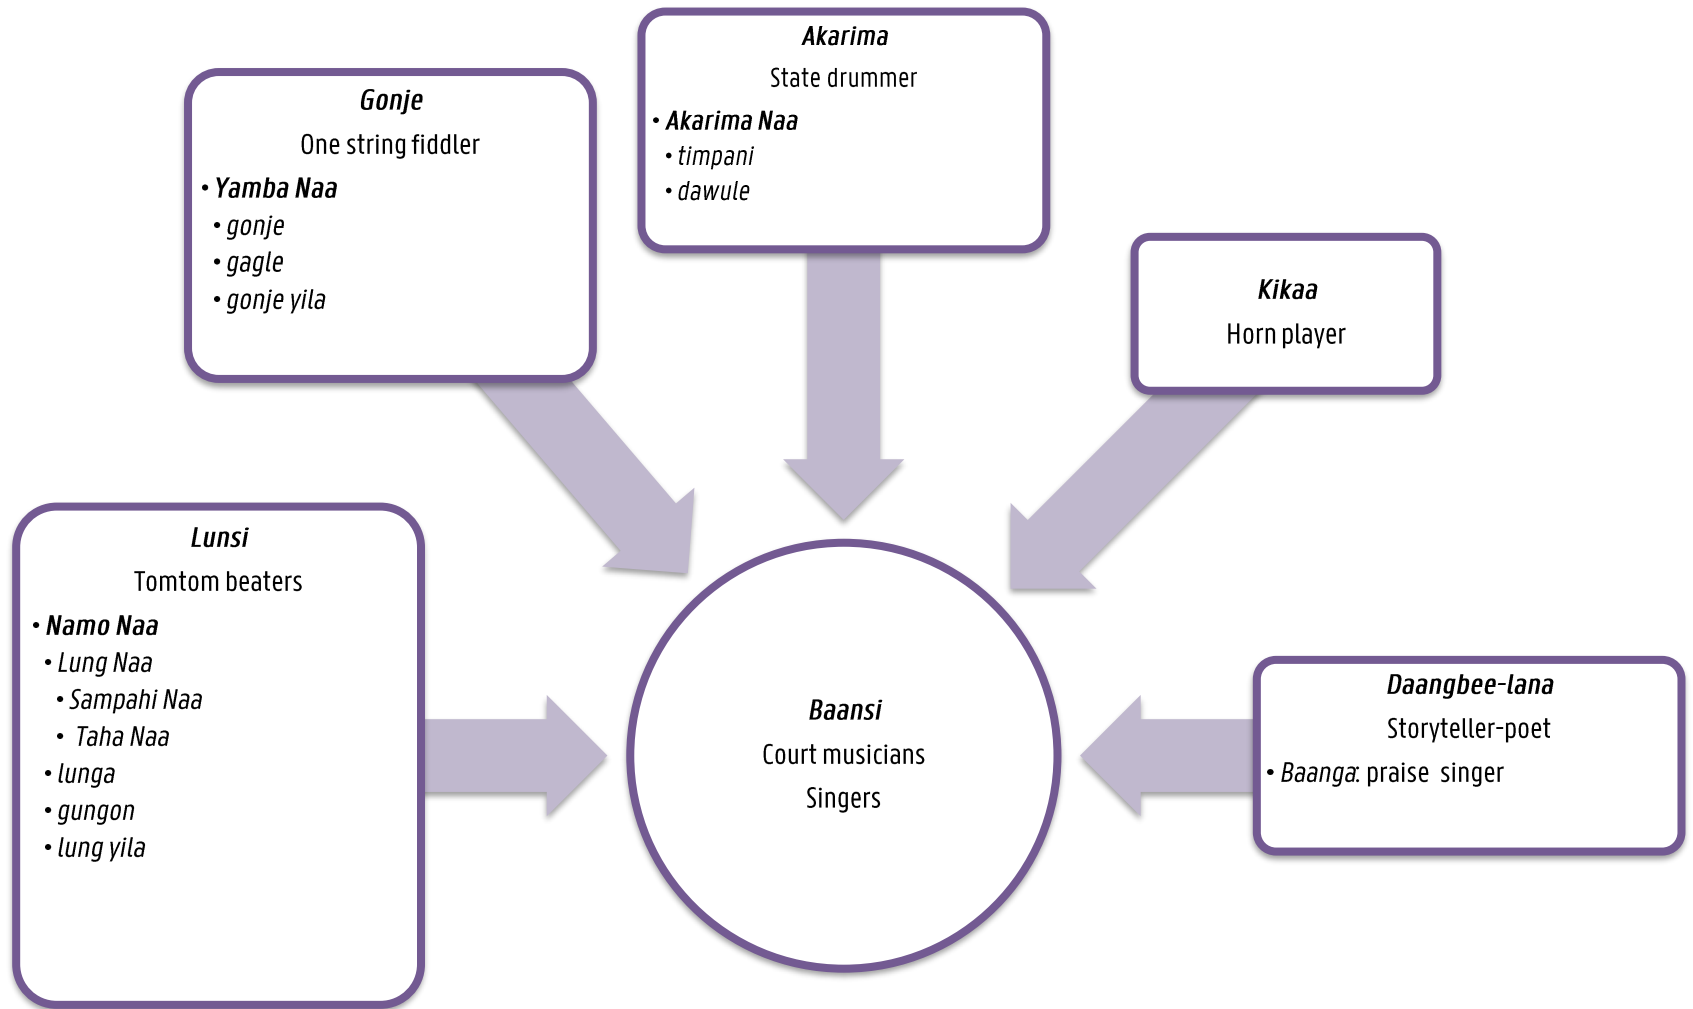 Akarima
State drummer
• Akarima Naa
• timpani
• dawule
Gonje
One string fiddler
• Yamba Naa
• gonje
• gagle
• gonje yila
Kikaa
Horn player
Lunsi
Tomtom beaters
• Namo Naa
• Lung Naa
• Sampahi Naa
• Taha Naa
• lunga
• gungon
• lung yila
Baansi
Court musicians
Singers
Daangbee-lana
Storyteller-poet
• Baanga: praise singer